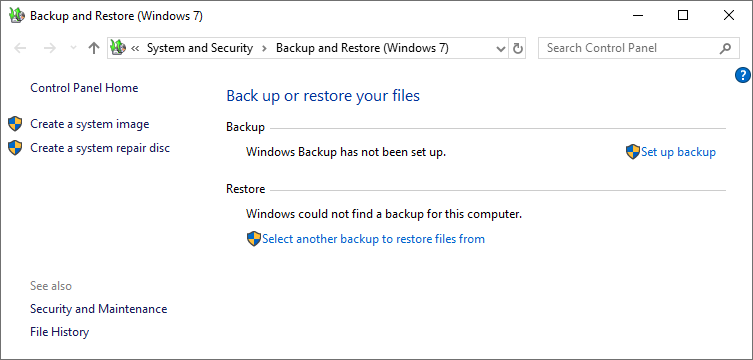 Backup and Restore (Windows 7)
« System and Security > Backup and Restore (Windows 7)
Search Control Panel
?
Control Panel Home
Create a system image
Create a system repair disc
Back up or restore your files
Backup
Windows Backup has not been set up.
Set up backup
Restore
Windows could not find a backup for this computer.
Select another backup to restore files from
See also
Security and Maintenance
File History